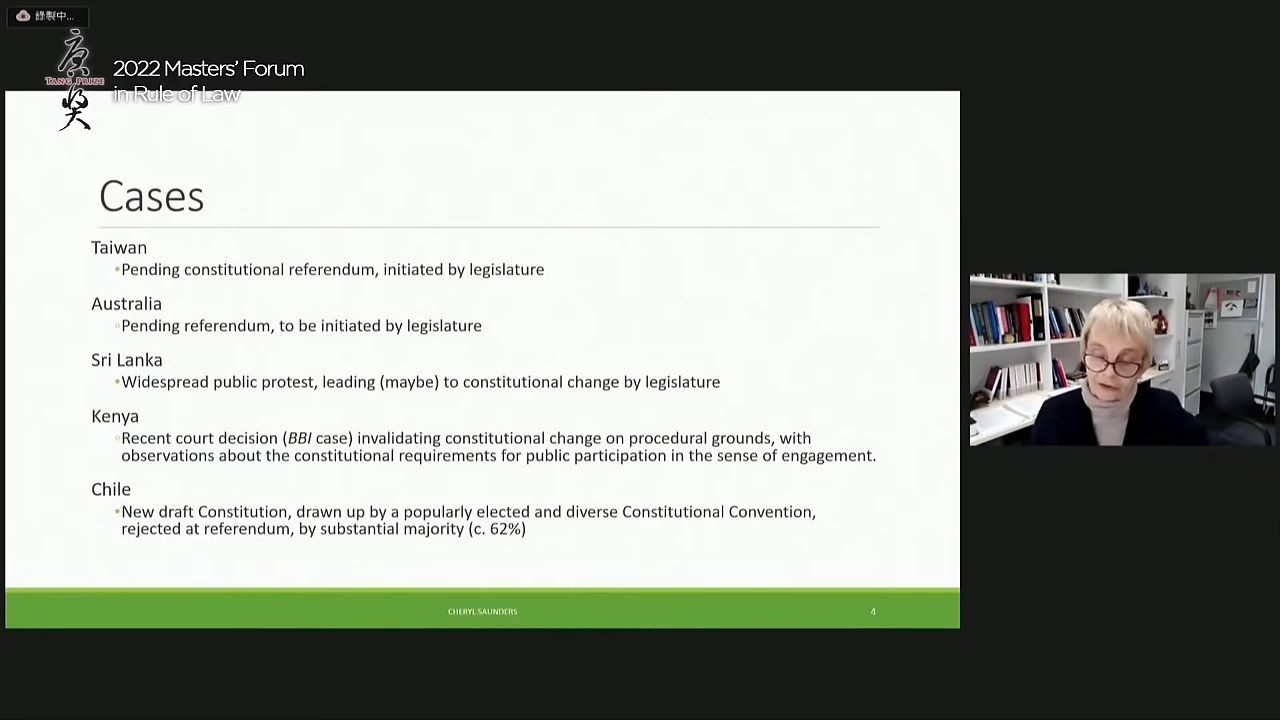 錄製中...
唐
TANG PRIZE
獎
2022 Masters' Forum
in Rule of Law
Cases
Taiwan
•Pending constitutional referendum, initiated by legislature
Australia
◦Pending referendum, to be initiated by legislature
Sri Lanka
•Widespread public protest, leading (maybe) to constitutional change by legislature
Kenya
◦Recent court decision (BBI case) invalidating constitutional change on procedural grounds, with
observations about the constitutional requirements for public participation in the sense of engagement.
Chile
•New draft Constitution, drawn up by a popularly elected and diverse Constitutional Convention,
rejected at referendum, by substantial majority (c. 62%)
CHERYL SAUNDERS
4